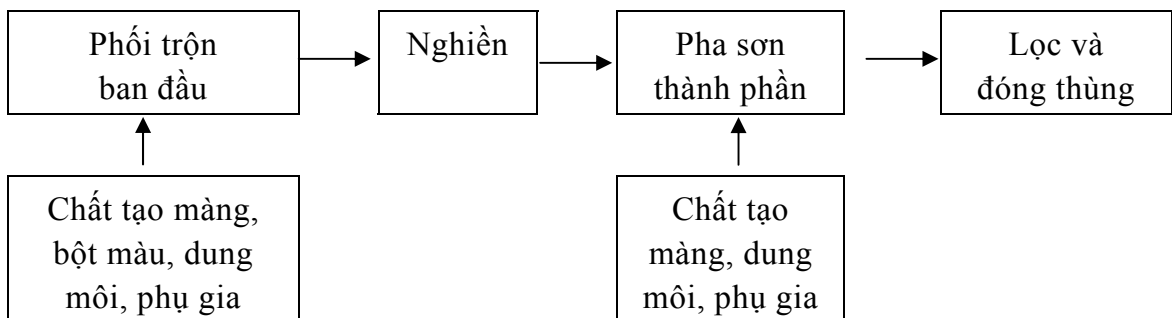 Phối trộn
ban đầu
Nghiền
Pha sơn
thành phần
Lọc và
đóng thùng
Chất tạo màng,
bột màu, dung
môi, phụ gia
Chất tạo
màng, dung
môi, phụ gia